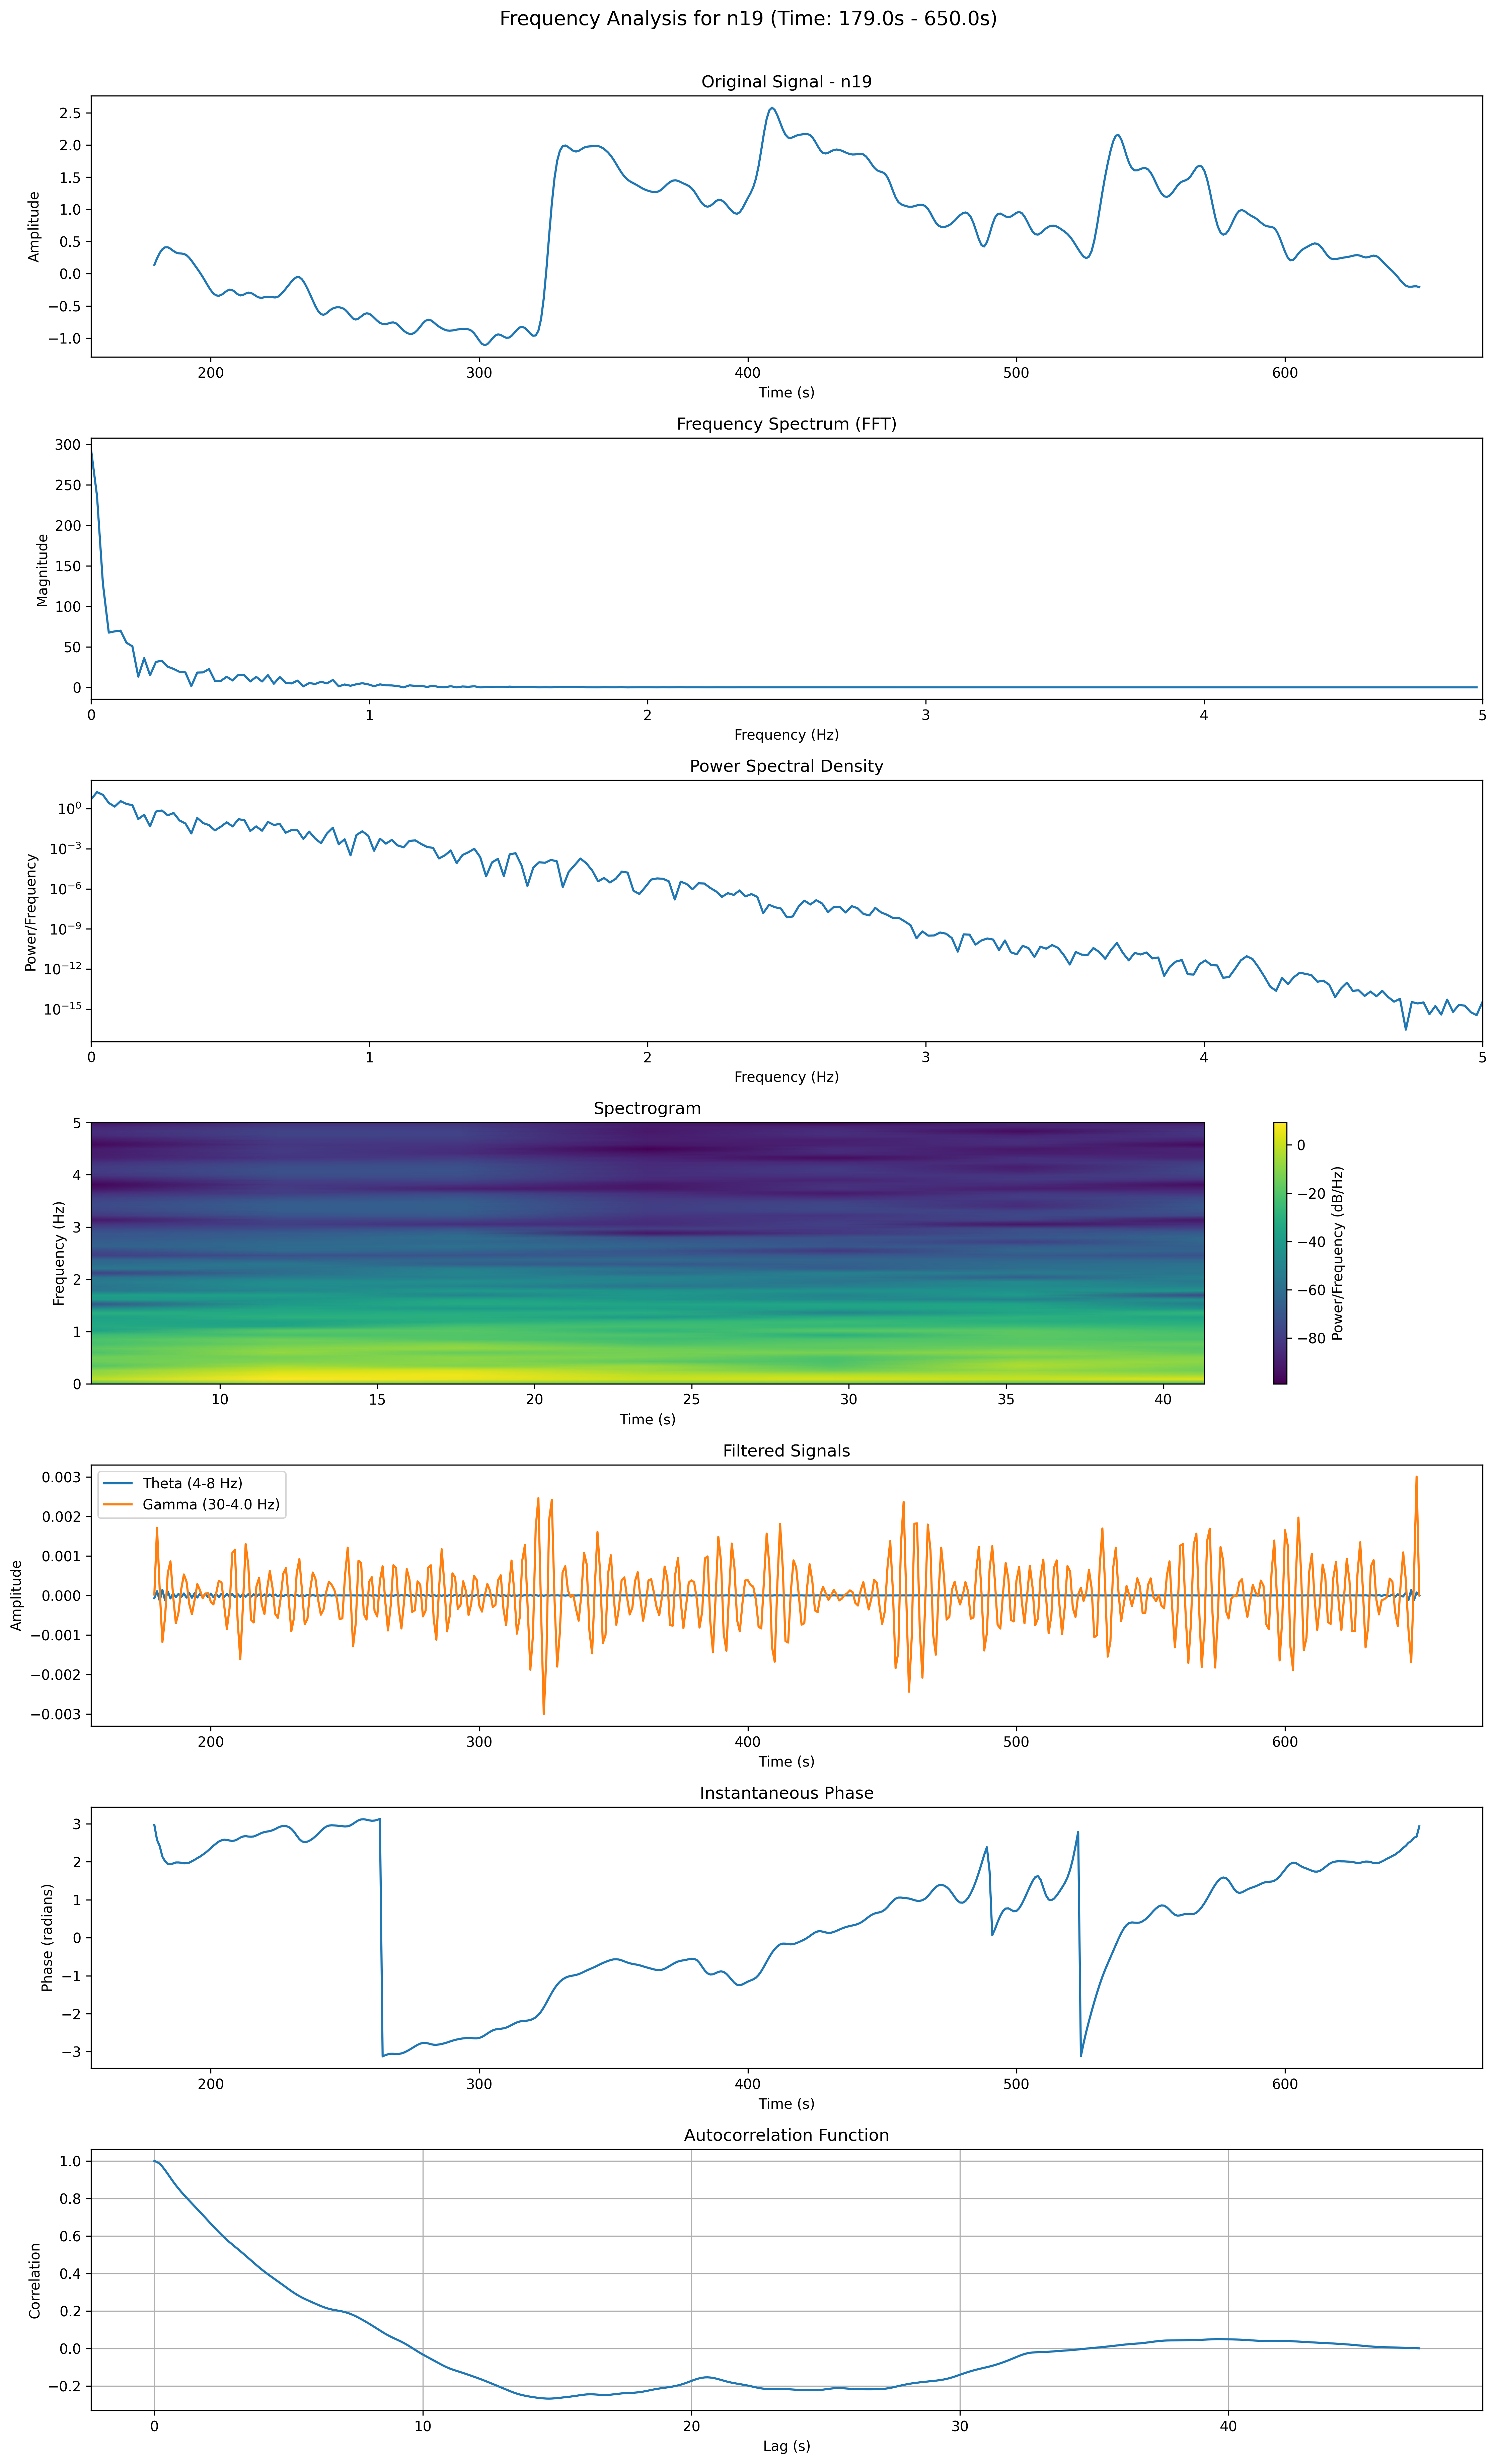 Frequency Analysis for n19 (Time: 179.0s - 650.0s)
Original Signal - n19
Amplitude
2.5
2.0
1.5
1.0
0.5
0.0
−0.5
−1.0
200 300 400 500 600
Time (s)
Frequency Spectrum (FFT)
Magnitude
300
250
200
150
100
50
0
0 1 2 3 4 5
Frequency (Hz)
Power Spectral Density
Power/Frequency
10⁰
10⁻³
10⁻⁶
10⁻⁹
10⁻¹²
10⁻¹⁵
0 1 2 3 4 5
Frequency (Hz)
Spectrogram
Frequency (Hz)
5
4
3
2
1
0
10 15 20 25 30 35 40
Time (s)
0
−20
−40
−60
−80
Power/Frequency (dB/Hz)
Filtered Signals
Theta (4-8 Hz)
Gamma (30-4.0 Hz)
Amplitude
0.003
0.002
0.001
0.000
−0.001
−0.002
−0.003
200 300 400 500 600
Time (s)
Instantaneous Phase
Phase (radians)
3
2
1
0
−1
−2
−3
200 300 400 500 600
Time (s)
Autocorrelation Function
Correlation
1.0
0.8
0.6
0.4
0.2
0.0
−0.2
0 10 20 30 40
Lag (s)